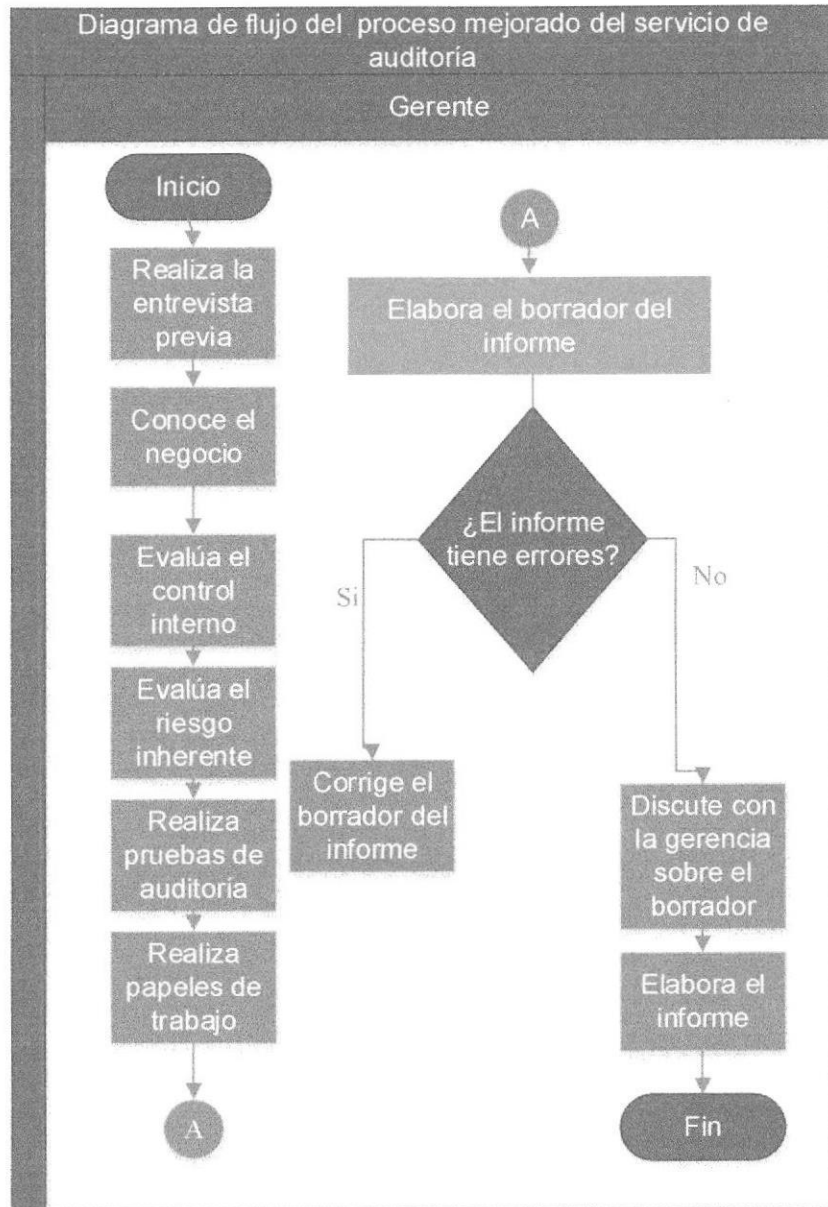 Diagrama de flujo del proceso mejorado del servicio de
auditoría
Gerente
Inicio
Realiza la
entrevista
previa
Conoce el
negocio
Evalúa el
control
interno
Evalúa el
riesgo
inherente
Realiza
pruebas de
auditoría
Realiza
papeles de
trabajo
A
A
Elabora el borrador del
informe
¿El informe
tiene errores?
Si
No
Corrige el
borrador del
informe
Discute con
la gerencia
sobre el
borrador
Elabora el
informe
Fin